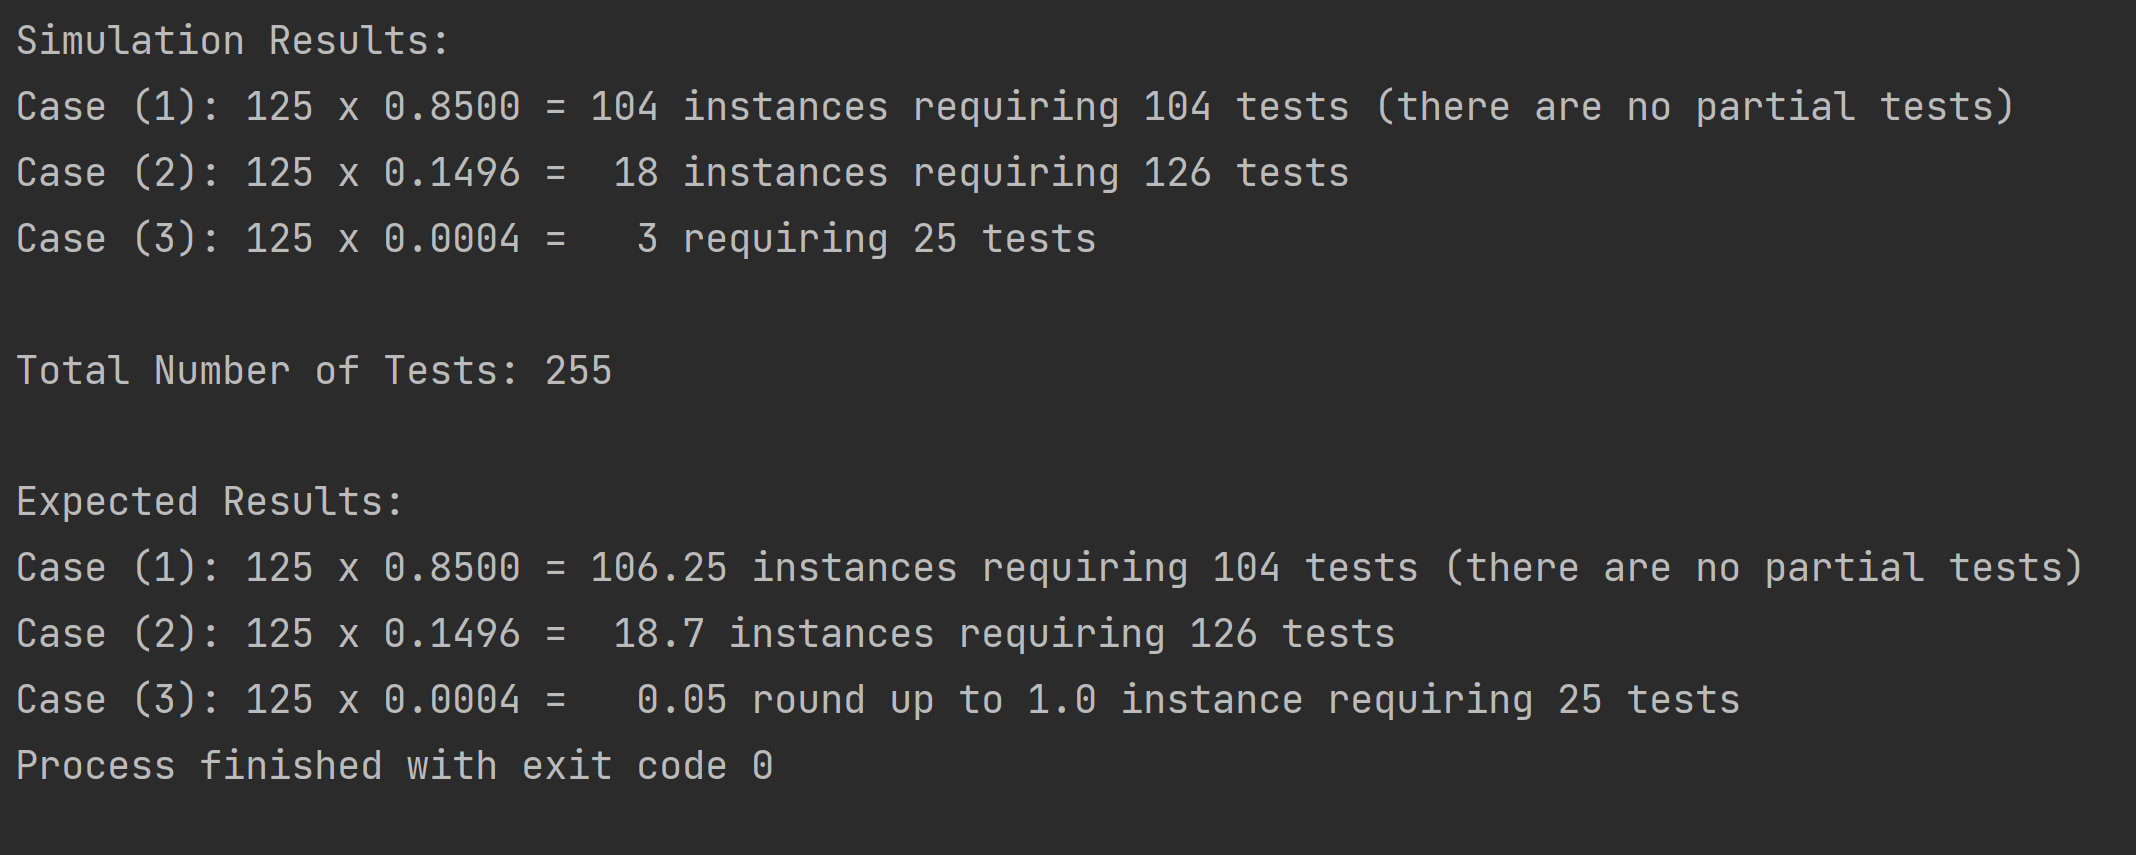 Simulation Results:
Case (1): 125 x 0.8500 = 104 instances requiring 104 tests (there are no partial tests)
Case (2): 125 x 0.1496 =  18 instances requiring 126 tests
Case (3): 125 x 0.0004 =   3 requiring 25 tests
Total Number of Tests: 255
Expected Results:
Case (1): 125 x 0.8500 = 106.25 instances requiring 104 tests (there are no partial tests)
Case (2): 125 x 0.1496 =  18.7 instances requiring 126 tests
Case (3): 125 x 0.0004 =   0.05 round up to 1.0 instance requiring 25 tests
Process finished with exit code 0